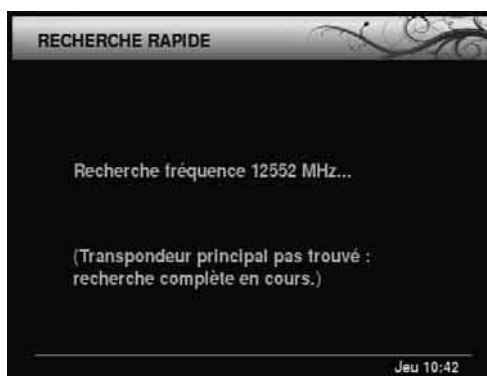 RECHERCHE RAPIDE
Recherche fréquence 12552 MHz...
(Transpondeur principal pas trouvé :
recherche complète en cours.)
Jeu 10:42